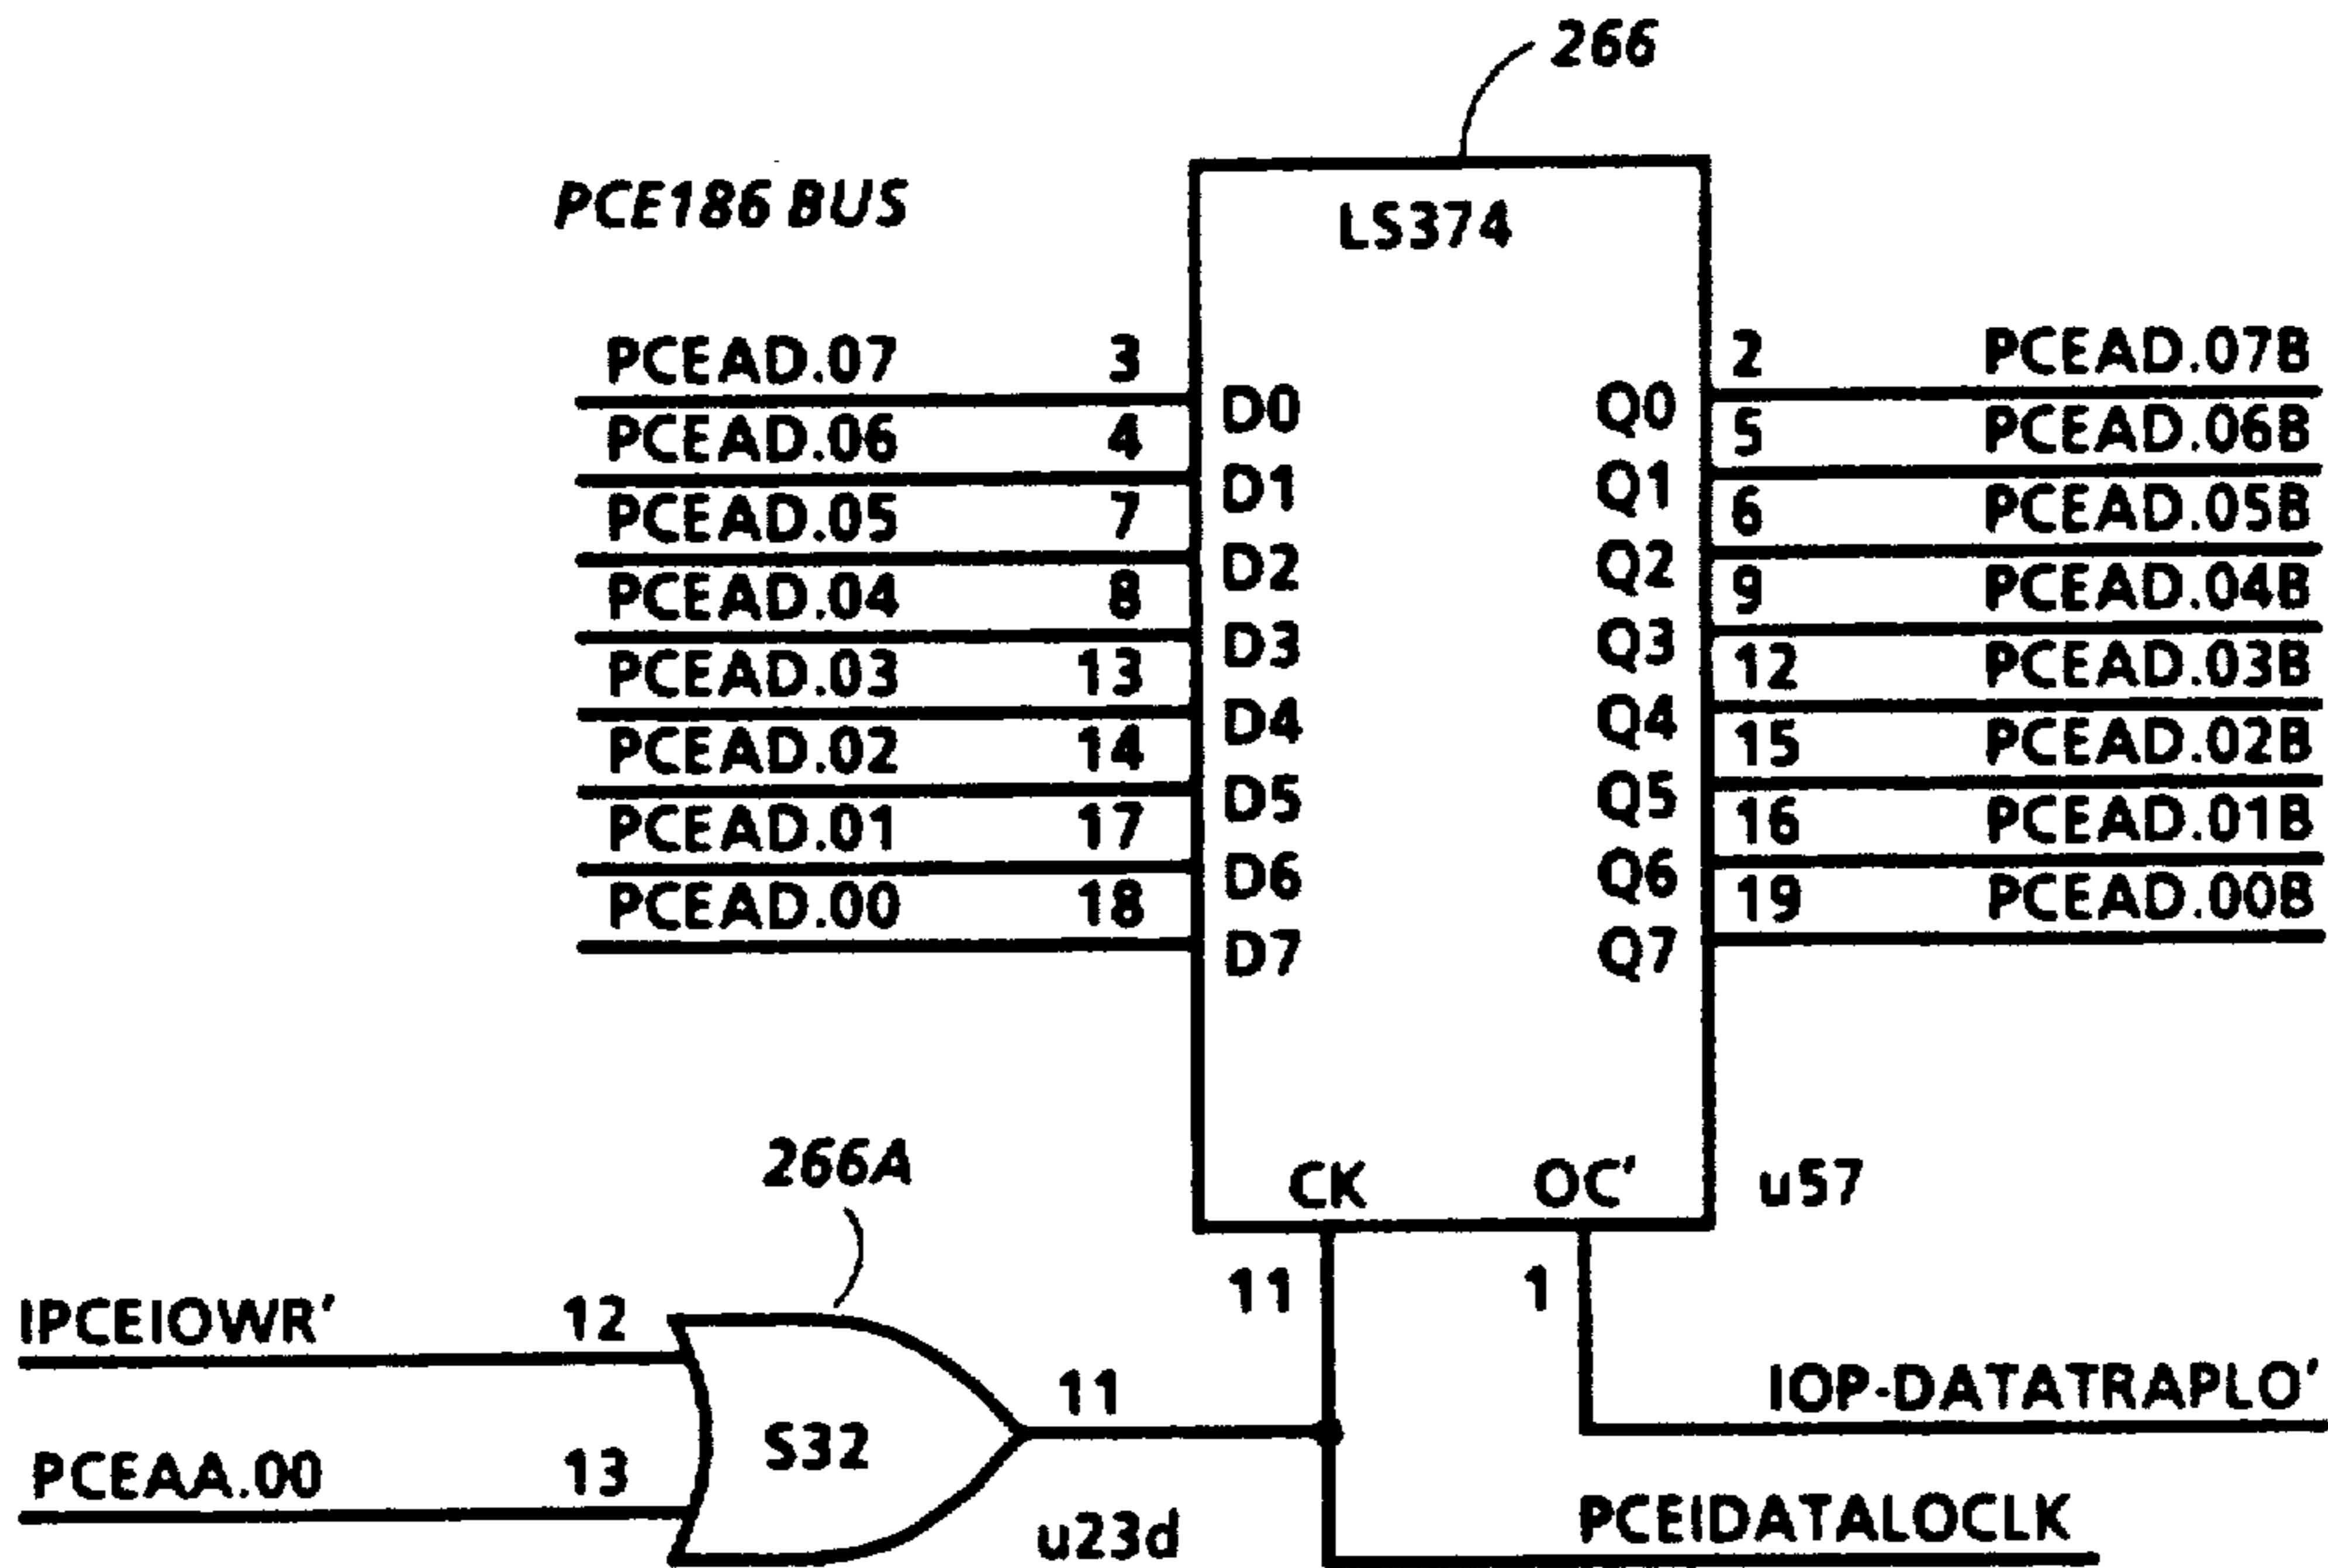 266
PCE186 BUS
LS374
PCEAD.07 3 D0 Q0 2 PCEAD.07B
PCEAD.06 4 D1 Q1 5 PCEAD.06B
PCEAD.05 7 D2 Q2 6 PCEAD.05B
PCEAD.04 8 D3 Q3 9 PCEAD.04B
PCEAD.03 13 D4 Q4 12 PCEAD.03B
PCEAD.02 14 D5 Q5 15 PCEAD.02B
PCEAD.01 17 D6 Q6 16 PCEAD.01B
PCEAD.00 18 D7 Q7 19 PCEAD.00B
266A
CK OC' u57
11 1
IPCEIOWR' 12
11
IOP-DATATRAPLO'
PCEAA.00 13
S32
u23d
PCEIDATALOCLK